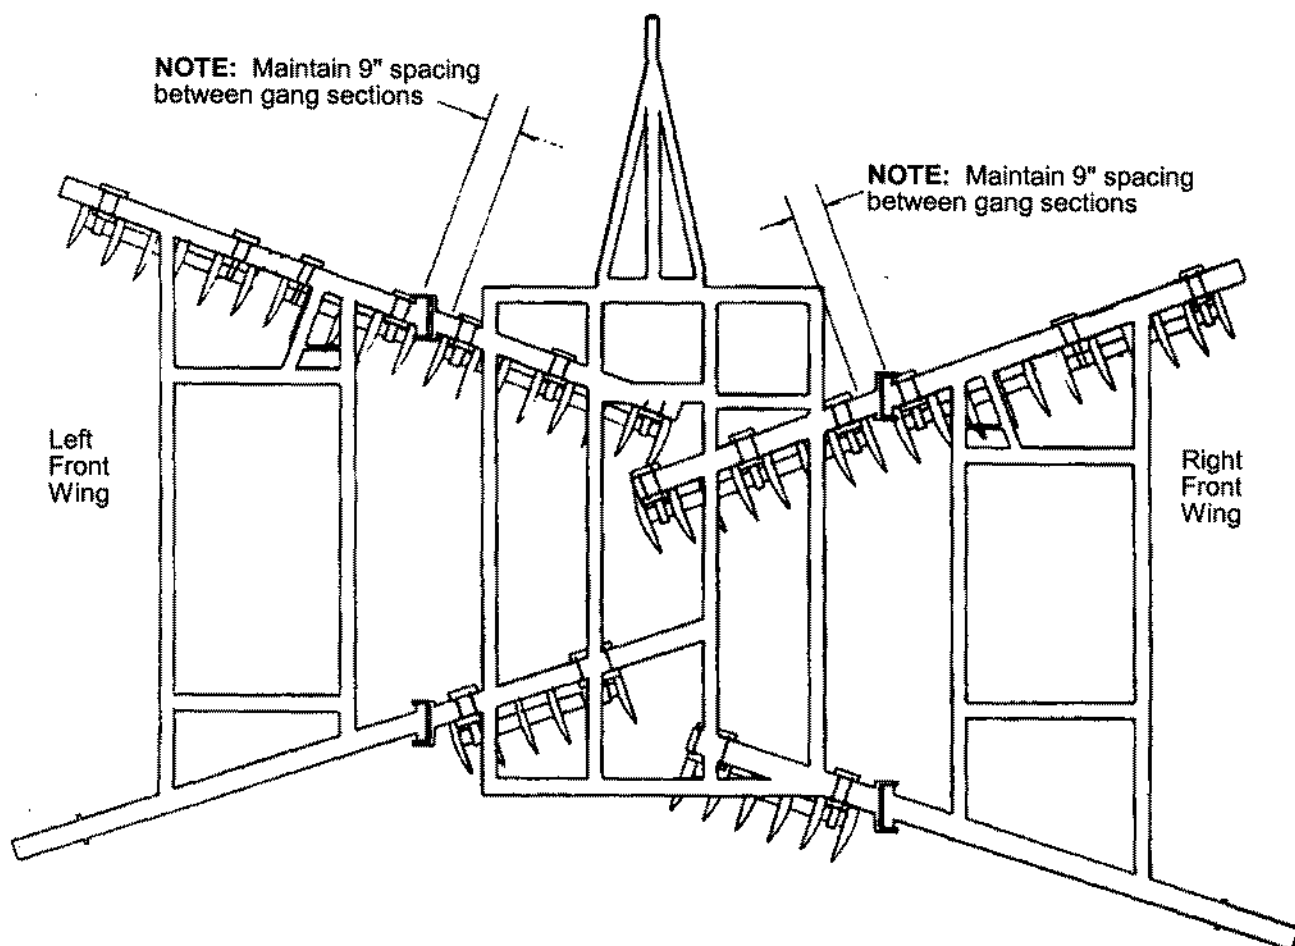 NOTE: Maintain 9" spacing
between gang sections
NOTE: Maintain 9" spacing
between gang sections
Left
Front
Wing
Right
Front
Wing